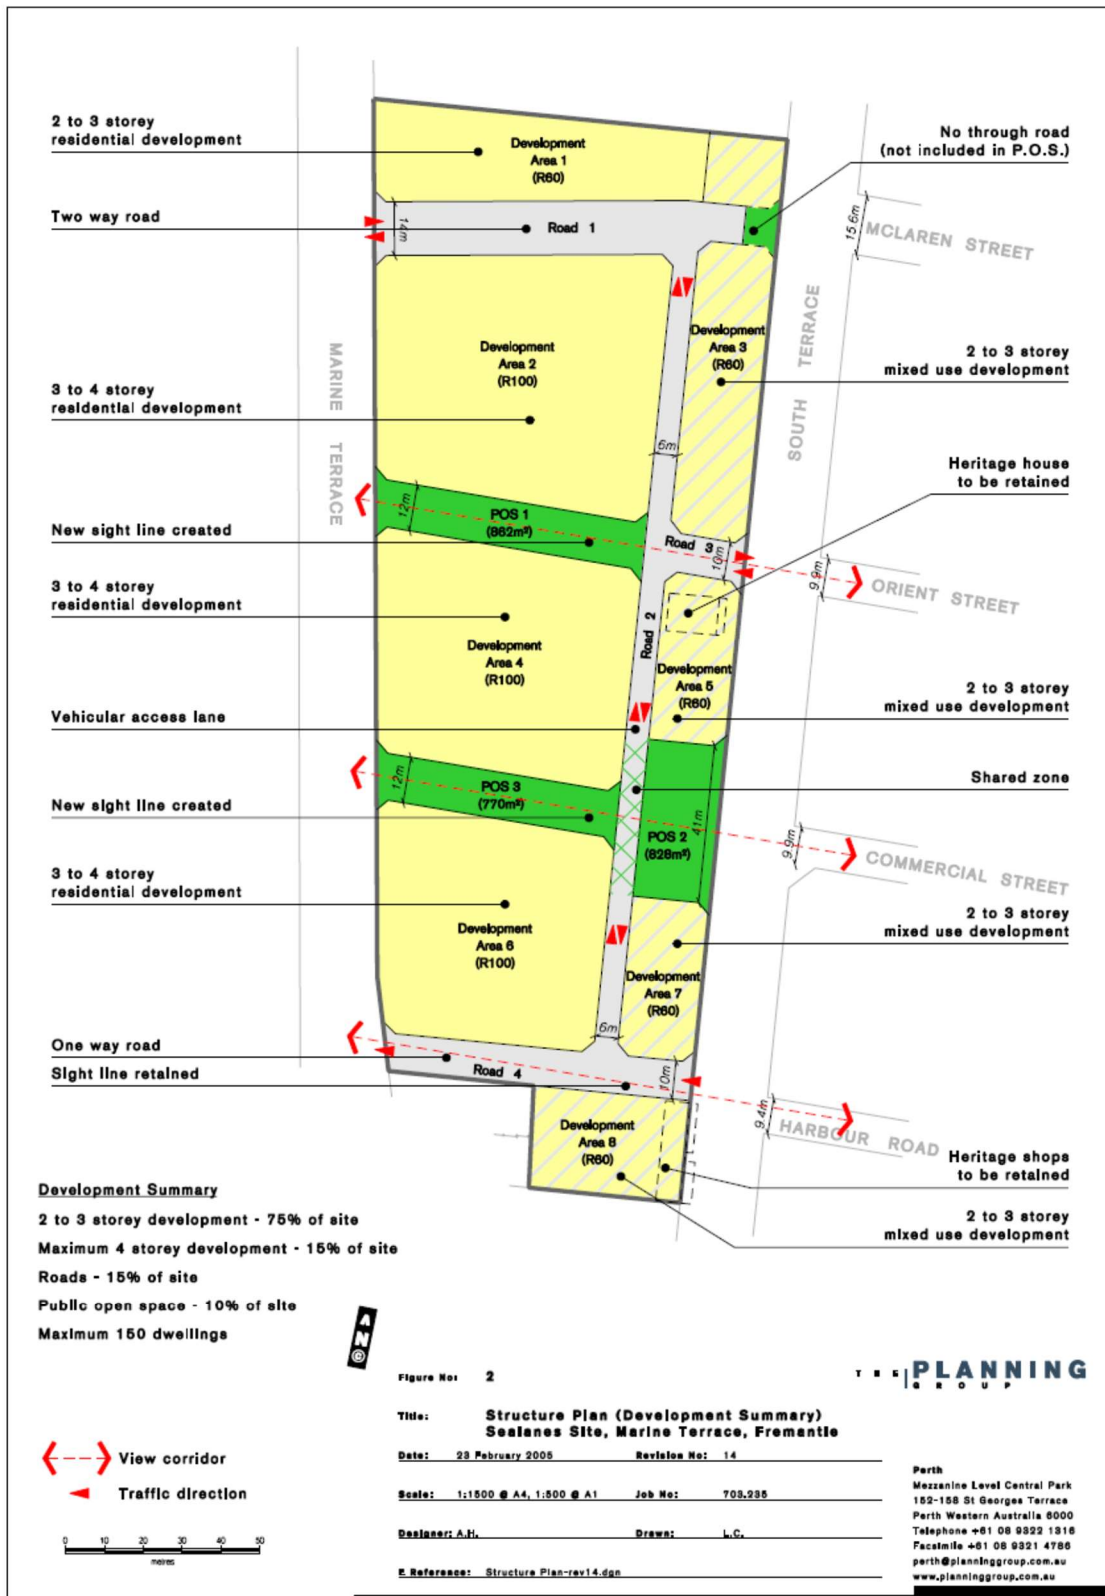 2 to 3 storey
residential development
Two way road
3 to 4 storey
residential development
New sight line created
3 to 4 storey
residential development
Vehicular access lane
New sight line created
3 to 4 storey
residential development
One way road
Sight line retained
Development
Area 1
(R60)
14m
Road 1
Development
Area 2
(R100)
Development
Area 3
(R60)
6m
12m
POS 1
(862m²)
Road 3
10m
Road 2
Development
Area 4
(R100)
Development
Area 5
(R60)
12m
POS 3
(770m²)
41m
POS 2
(828m²)
Development
Area 6
(R100)
Development
Area 7
(R60)
6m
Road 4
10m
Development
Area 8
(R60)
MARINE TERRACE
SOUTH TERRACE
15.6m
MCLAREN STREET
9.9m
ORIENT STREET
9.9m
COMMERCIAL STREET
9.4m
HARBOUR ROAD
No through road
(not included in P.O.S.)
2 to 3 storey
mixed use development
Heritage house
to be retained
2 to 3 storey
mixed use development
Shared zone
2 to 3 storey
mixed use development
Heritage shops
to be retained
2 to 3 storey
mixed use development
Development Summary
2 to 3 storey development - 75% of site
Maximum 4 storey development - 15% of site
Roads - 15% of site
Public open space - 10% of site
Maximum 150 dwellings
View corridor
Traffic direction
0 10 20 30 40 50
metres
Figure No: 2
Title: Structure Plan (Development Summary)
Sealanes Site, Marine Terrace, Fremantle
Date: 23 February 2005 Revision No: 14
Scale: 1:1500 @ A4, 1:500 @ A1 Job No: 703.235
Designer: A.H. Drawn: L.C.
E Reference: Structure Plan-rev14.dgn
THE PLANNING
GROUP
Perth
Mezzanine Level Central Park
152-158 St Georges Terrace
Perth Western Australia 6000
Telephone +61 08 9322 1316
Facsimile +61 08 9321 4786
perth@planninggroup.com.au
www.planninggroup.com.au